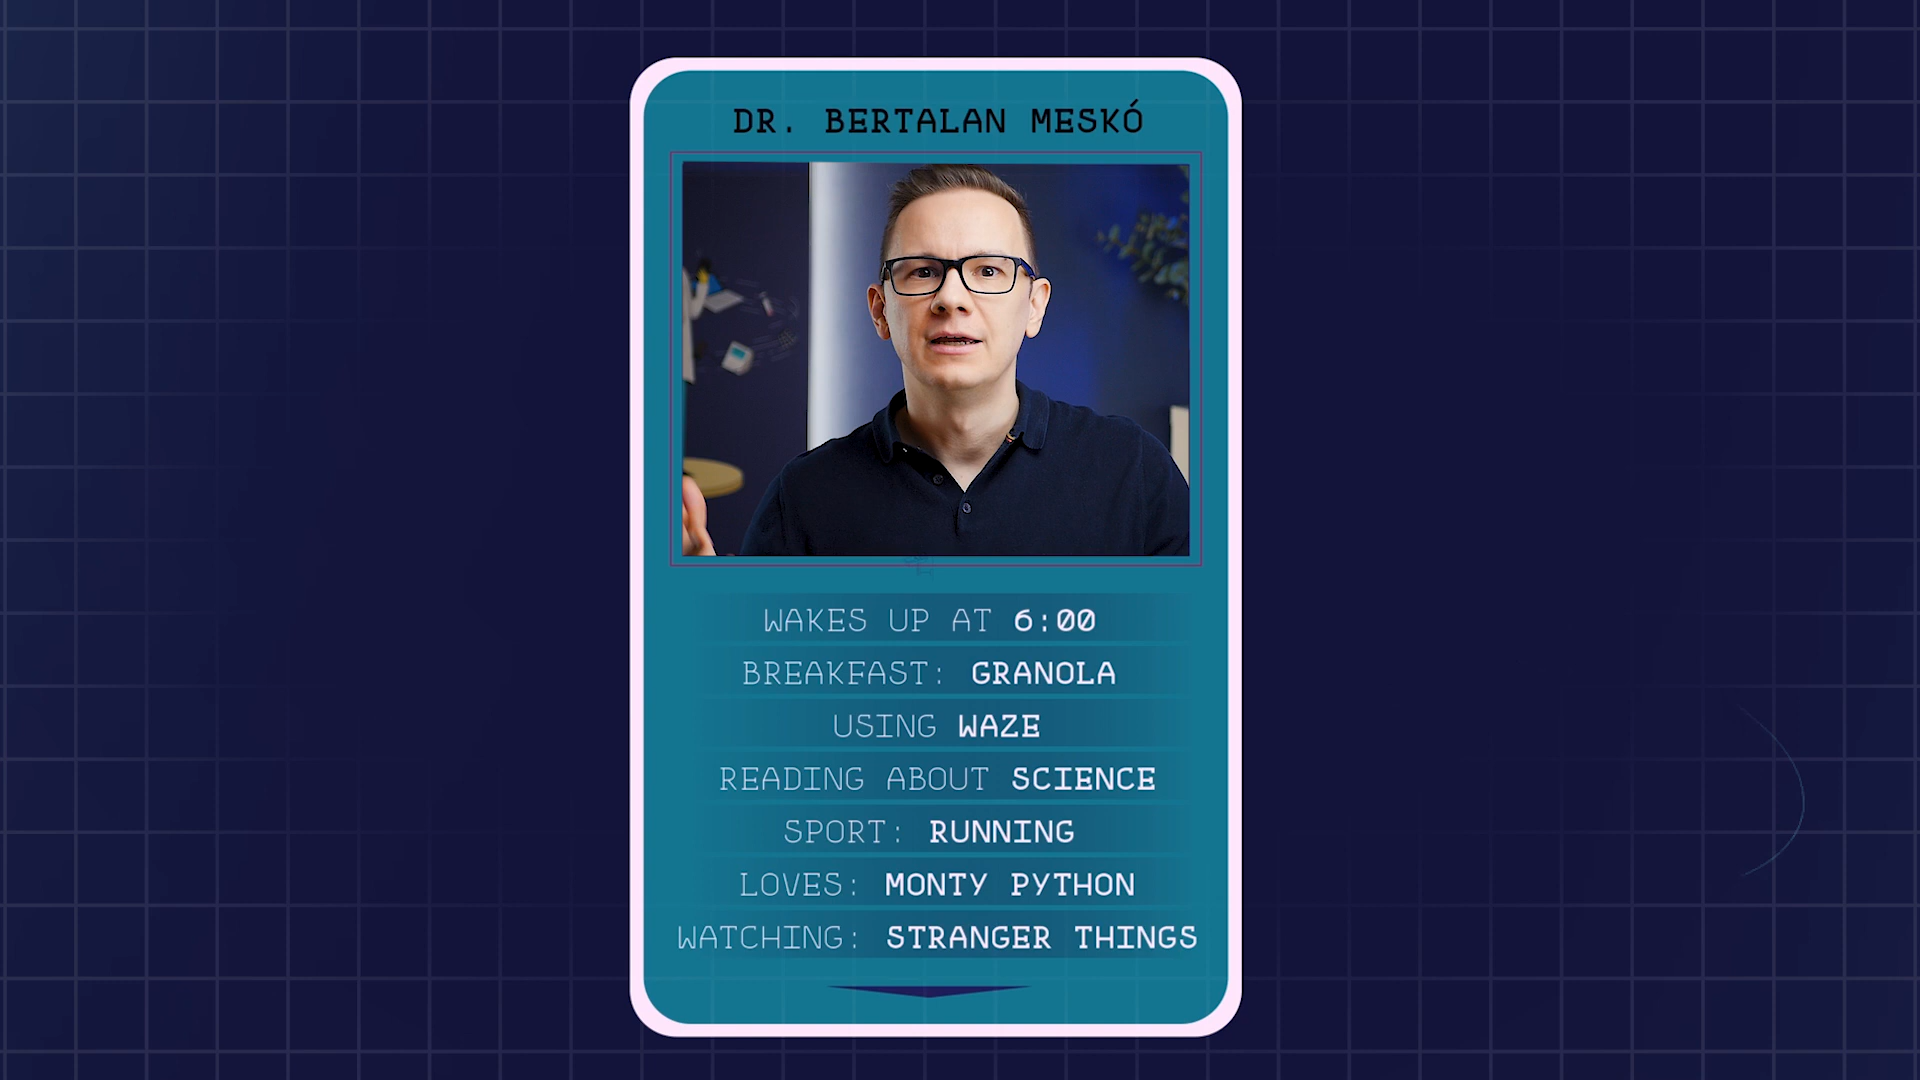 DR. BERTALAN MESKÓ
WAKES UP AT 6:00
BREAKFAST: GRANOLA
USING WAZE
READING ABOUT SCIENCE
SPORT: RUNNING
LOVES: MONTY PYTHON
WATCHING: STRANGER THINGS